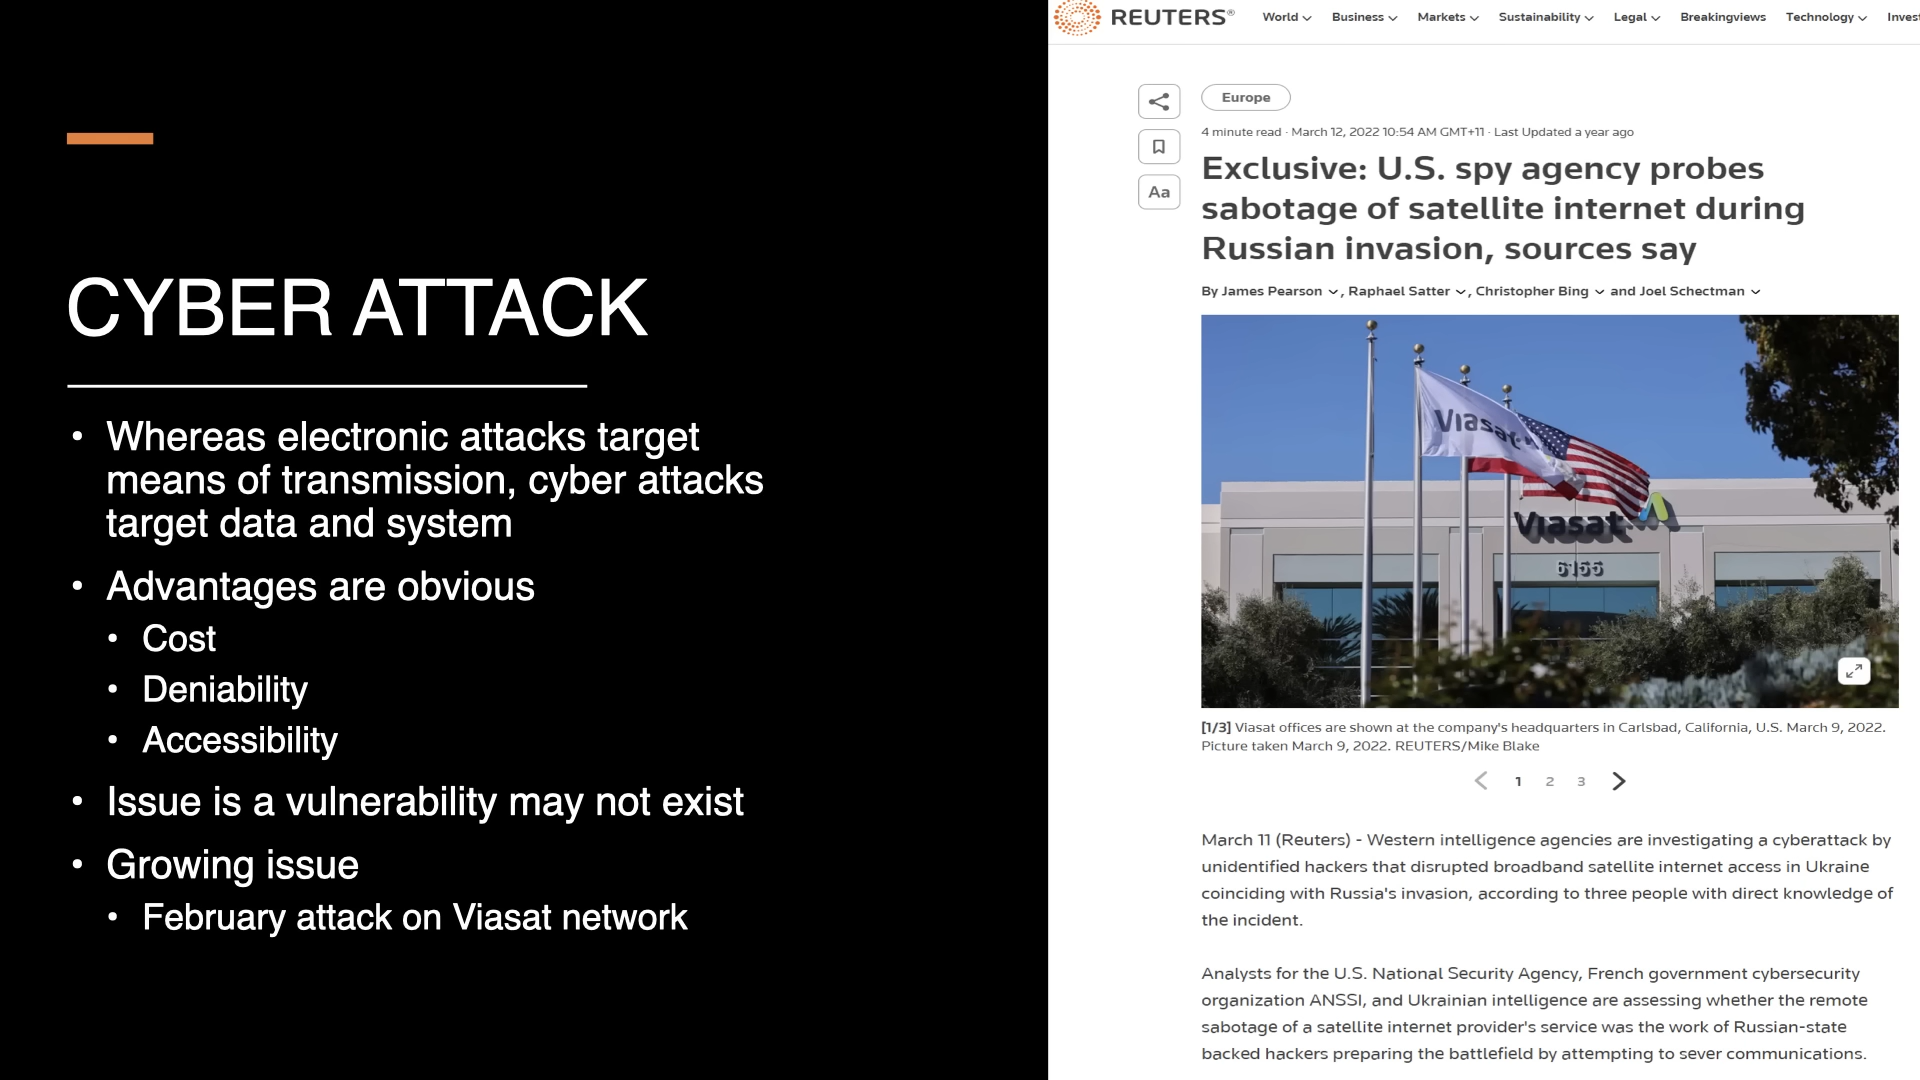 CYBER ATTACK
• Whereas electronic attacks target
means of transmission, cyber attacks
target data and system
• Advantages are obvious
• Cost
• Deniability
• Accessibility
• Issue is a vulnerability may not exist
• Growing issue
• February attack on Viasat network
REUTERS®
World Business Markets Sustainability Legal Breakingviews Technology Invest
Europe
4 minute read · March 12, 2022 10:54 AM GMT+11 · Last Updated a year ago
Aa
Exclusive: U.S. spy agency probes
sabotage of satellite internet during
Russian invasion, sources say
By James Pearson, Raphael Satter, Christopher Bing and Joel Schectman
Viasat
Viasat
6155
[1/3] Viasat offices are shown at the company's headquarters in Carlsbad, California, U.S. March 9, 2022.
Picture taken March 9, 2022. REUTERS/Mike Blake
1 2 3
March 11 (Reuters) - Western intelligence agencies are investigating a cyberattack by
unidentified hackers that disrupted broadband satellite internet access in Ukraine
coinciding with Russia's invasion, according to three people with direct knowledge of
the incident.
Analysts for the U.S. National Security Agency, French government cybersecurity
organization ANSSI, and Ukrainian intelligence are assessing whether the remote
sabotage of a satellite internet provider's service was the work of Russian-state
backed hackers preparing the battlefield by attempting to sever communications.